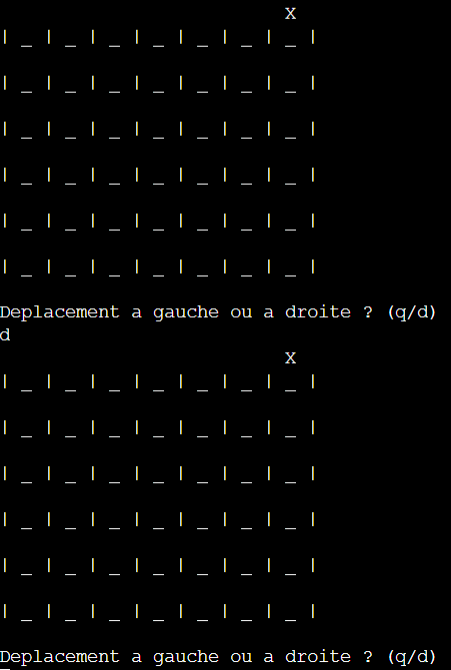 X
| _ | _ | _ | _ | _ | _ | _ |
| _ | _ | _ | _ | _ | _ | _ |
| _ | _ | _ | _ | _ | _ | _ |
| _ | _ | _ | _ | _ | _ | _ |
| _ | _ | _ | _ | _ | _ | _ |
| _ | _ | _ | _ | _ | _ | _ |
Deplacement a gauche ou a droite ? (q/d)
d
                          X
| _ | _ | _ | _ | _ | _ | _ |
| _ | _ | _ | _ | _ | _ | _ |
| _ | _ | _ | _ | _ | _ | _ |
| _ | _ | _ | _ | _ | _ | _ |
| _ | _ | _ | _ | _ | _ | _ |
| _ | _ | _ | _ | _ | _ | _ |
Deplacement a gauche ou a droite ? (q/d)